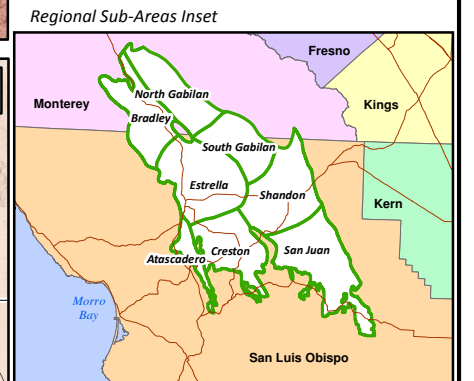 Regional Sub-Areas Inset
Fresno
Monterey
North Gabilan
Kings
Bradley
South Gabilan
Estrella
Shandon
Kern
Atascadero
Creston
San Juan
Morro
Bay
San Luis Obispo